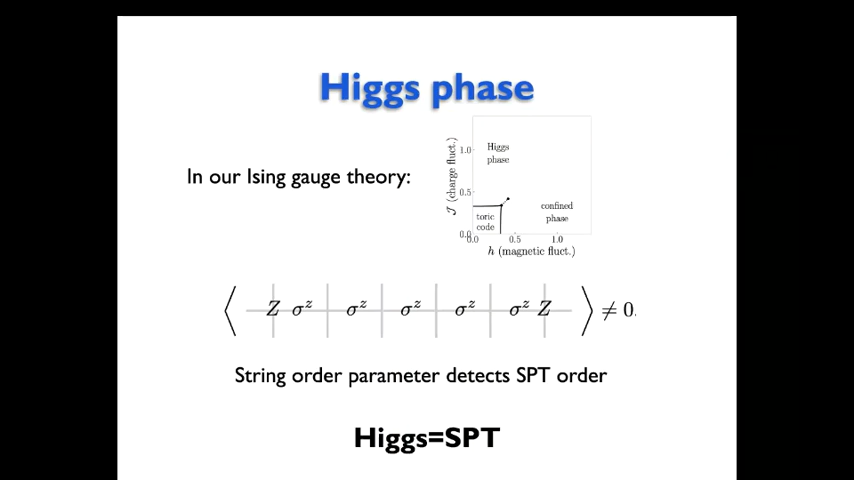 Higgs phase
In our Ising gauge theory:
𝒥 (charge fluct.)
1.0
0.5
0.0
Higgs
phase
toric
code
confined
phase
0.0 0.5 1.0
h (magnetic fluct.)
⟨ Z σᶻ σᶻ σᶻ σᶻ σᶻ Z ⟩ ≠ 0.
String order parameter detects SPT order
Higgs=SPT